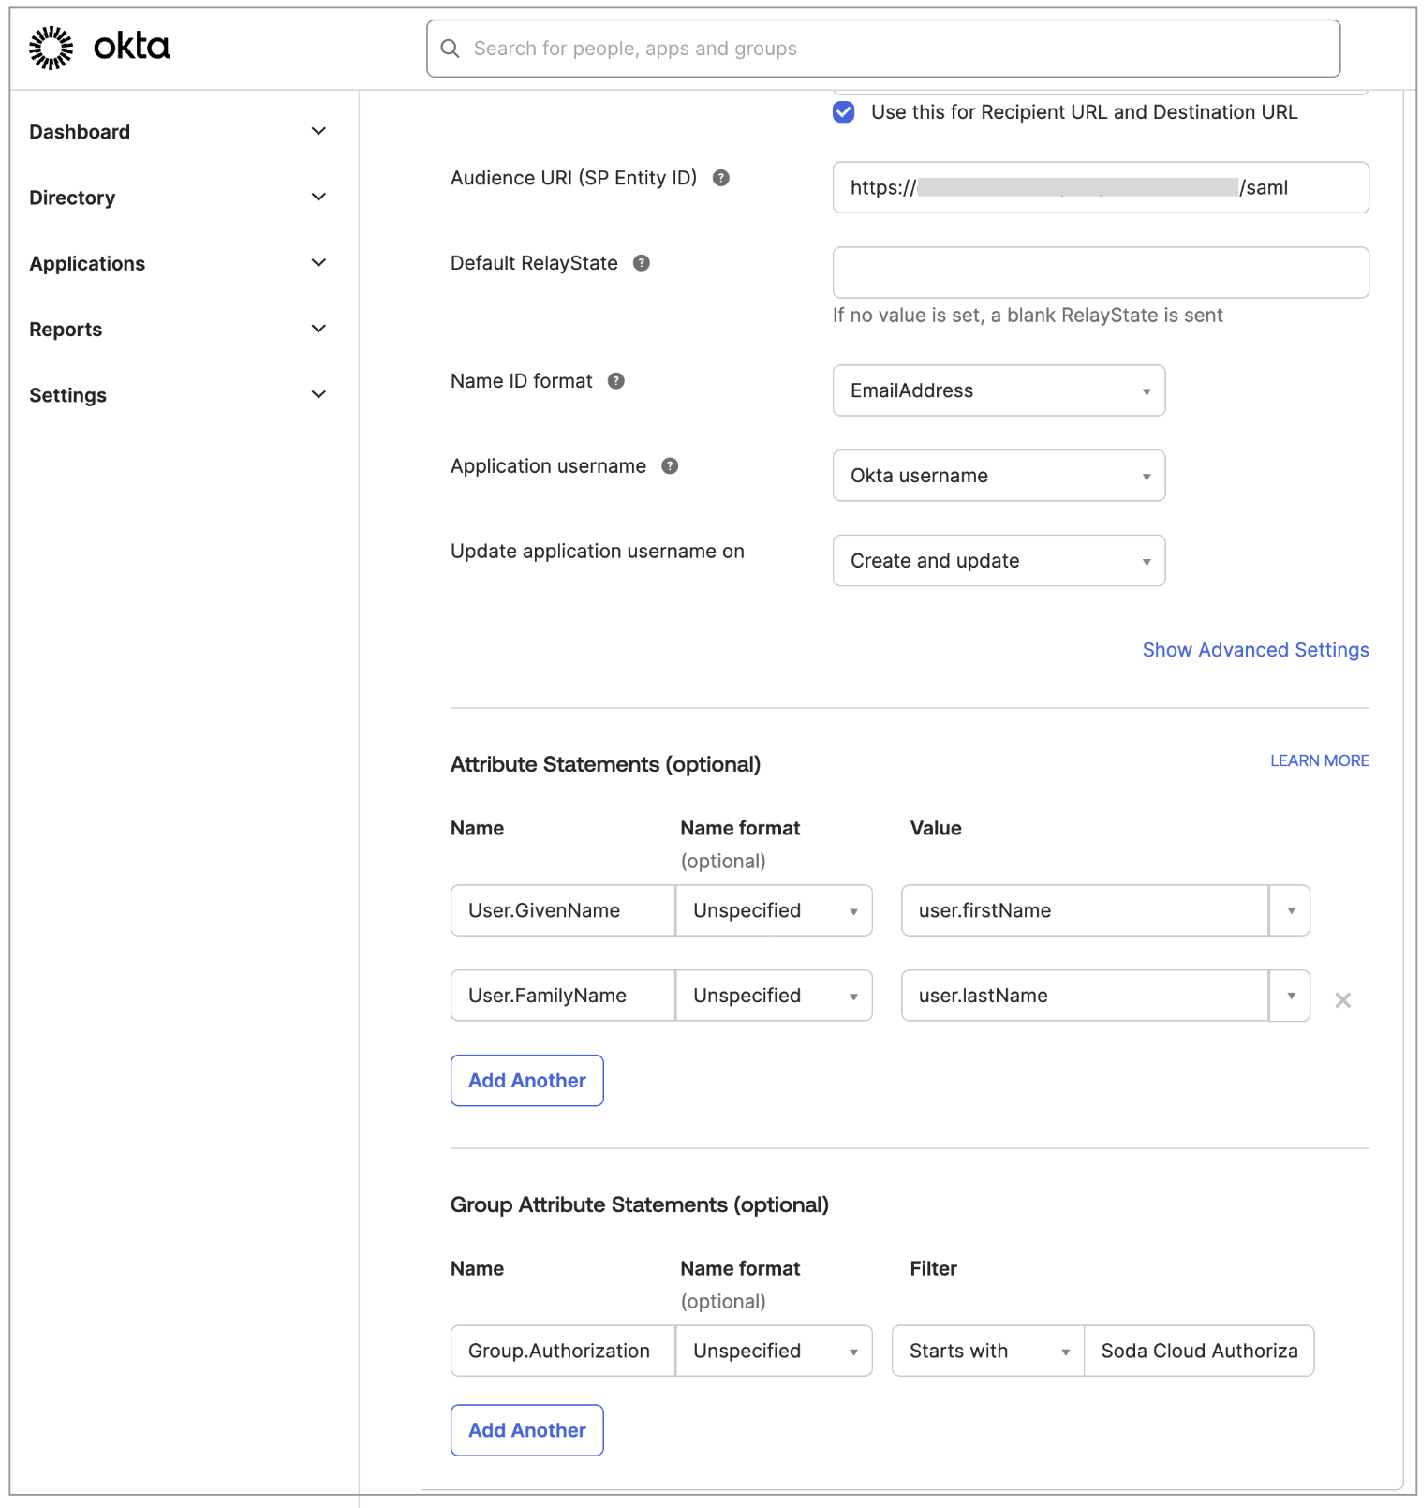 okta
Search for people, apps and groups
Dashboard
Directory
Applications
Reports
Settings
Use this for Recipient URL and Destination URL
Audience URI (SP Entity ID) ?
https:// /saml
Default RelayState ?
If no value is set, a blank RelayState is sent
Name ID format ?
EmailAddress
Application username ?
Okta username
Update application username on
Create and update
Show Advanced Settings
Attribute Statements (optional)
LEARN MORE
Name Name format Value
(optional)
User.GivenName Unspecified user.firstName
User.FamilyName Unspecified user.lastName
Add Another
Group Attribute Statements (optional)
Name Name format Filter
(optional)
Group.Authorization Unspecified Starts with Soda Cloud Authoriza
Add Another